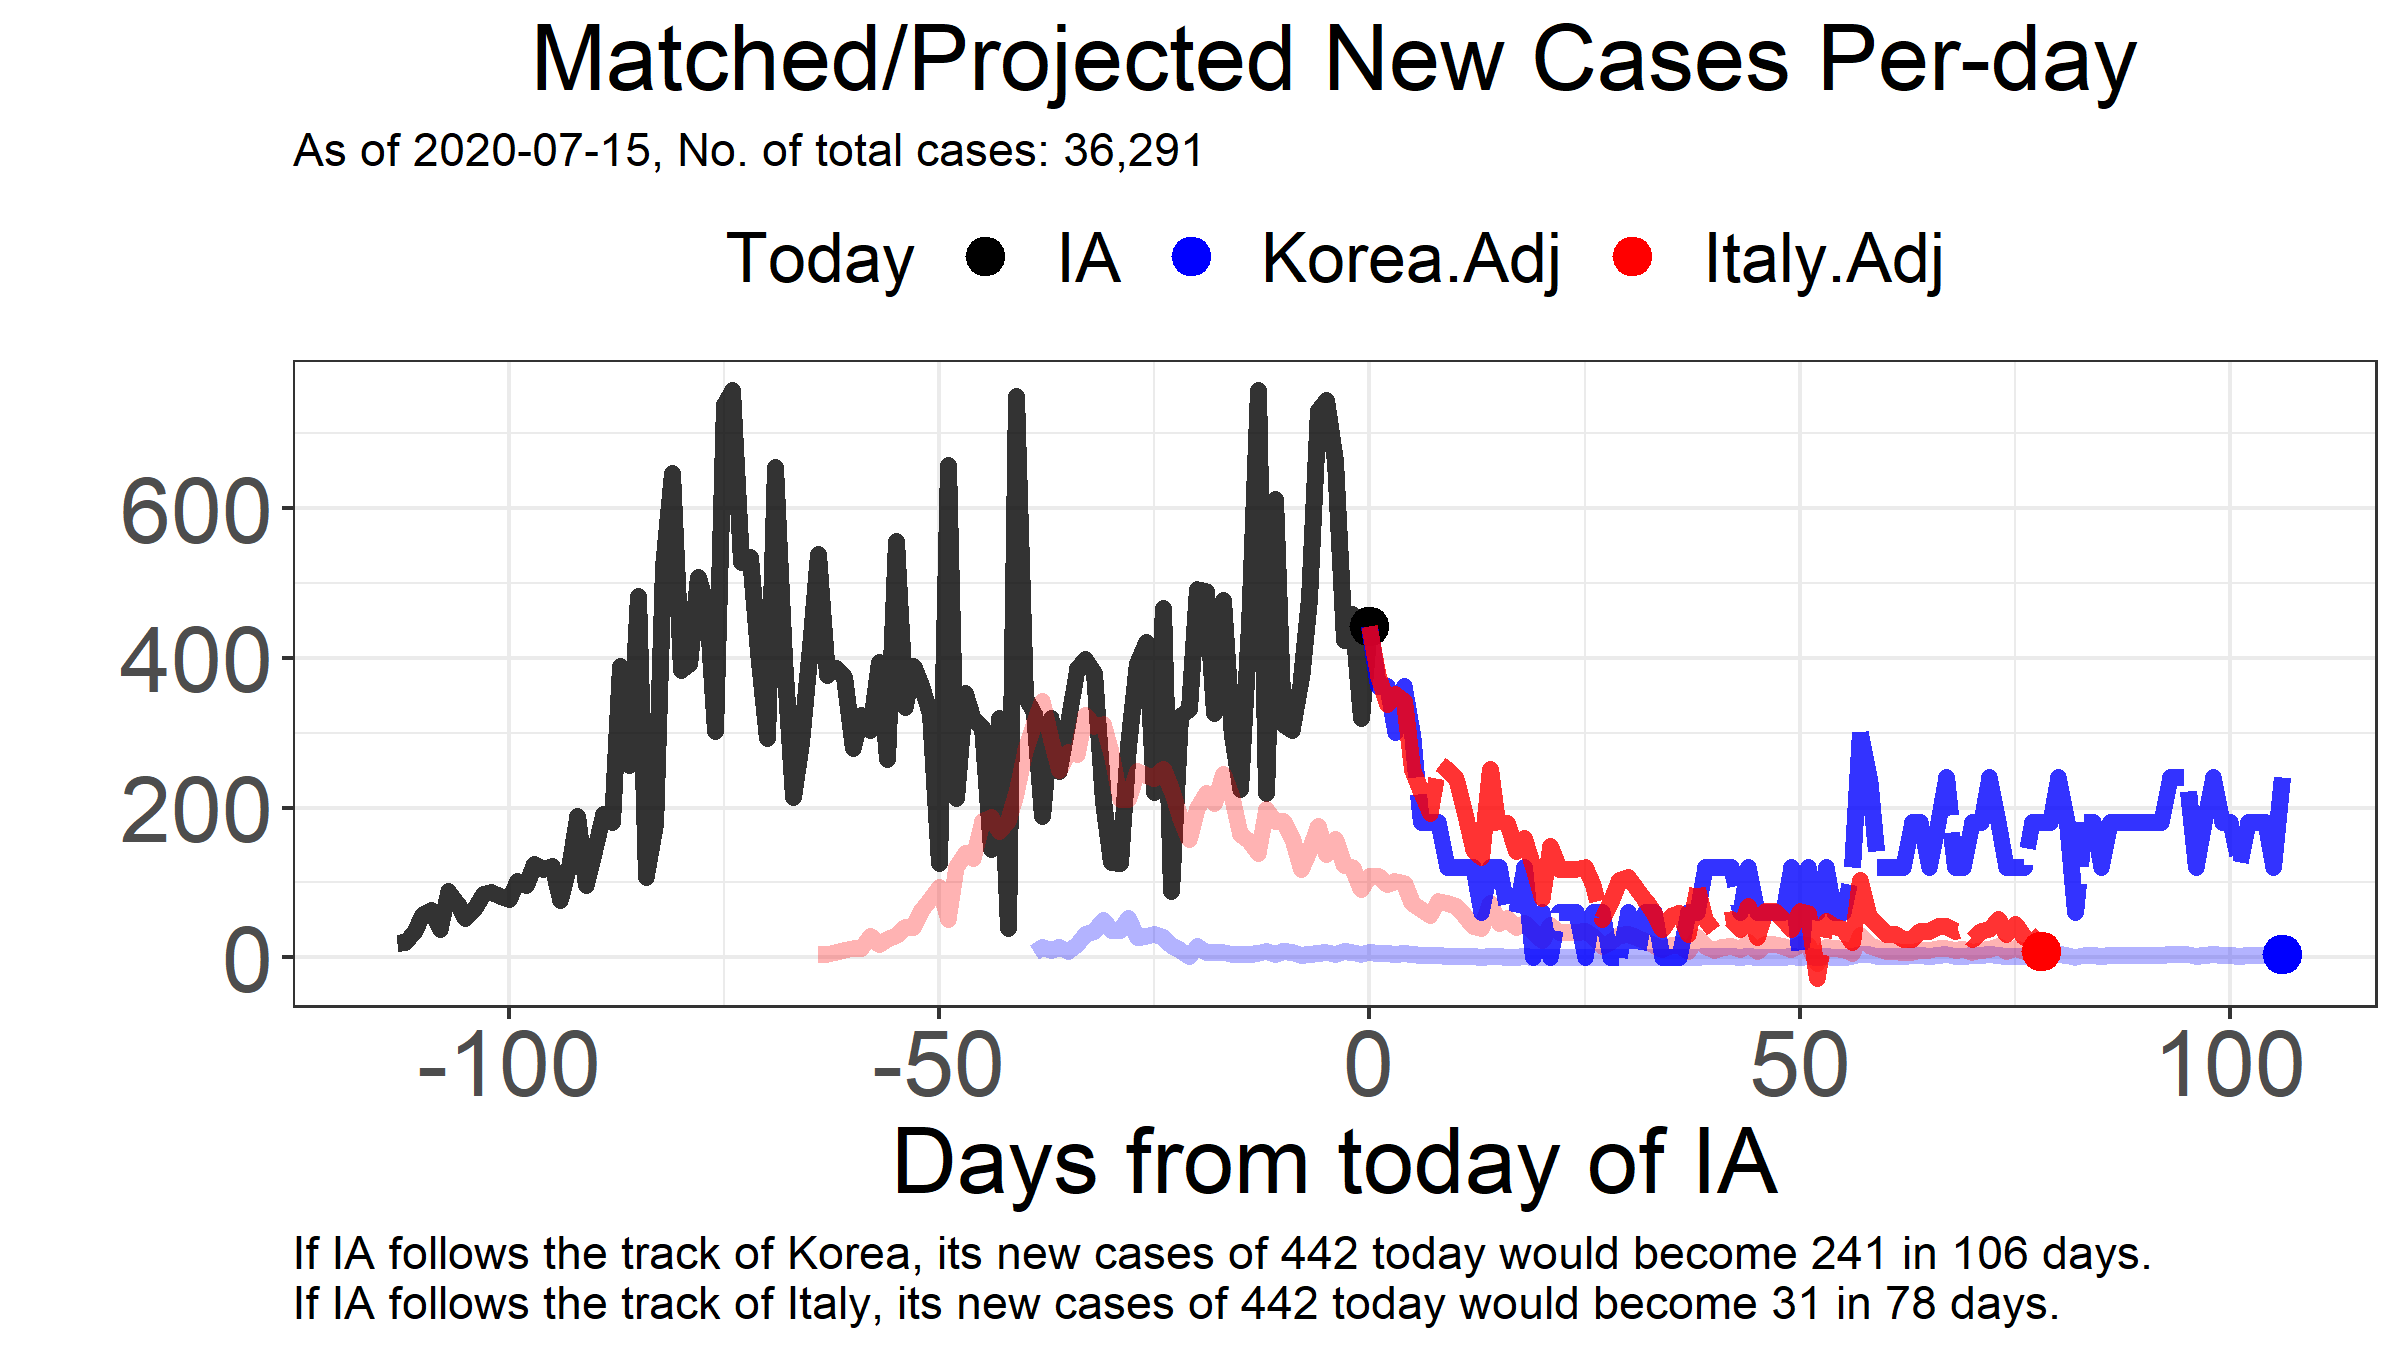 Matched/Projected New Cases Per-day
As of 2020-07-15, No. of total cases: 36,291
Today IA Korea.Adj Italy.Adj
600
400
200
0
-100 -50 0 50 100
Days from today of IA
If IA follows the track of Korea, its new cases of 442 today would become 241 in 106 days.
If IA follows the track of Italy, its new cases of 442 today would become 31 in 78 days.